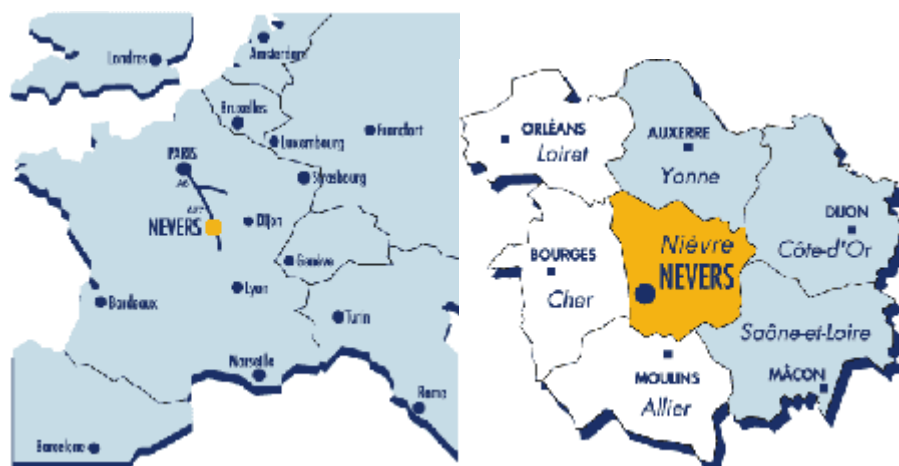 Londres
Amsterdam
Bruxelles
Francfort
Luxembourg
PARIS
A6
Strasbourg
A77
NEVERS
Dijon
Genève
Lyon
Bordeaux
Turin
Marseille
Rome
Barcelone
ORLÉANS
Loiret
AUXERRE
Yonne
DIJON
Côte-d'Or
BOURGES
Cher
Nièvre
NEVERS
Saône-et-Loire
MOULINS
Allier
MÂCON